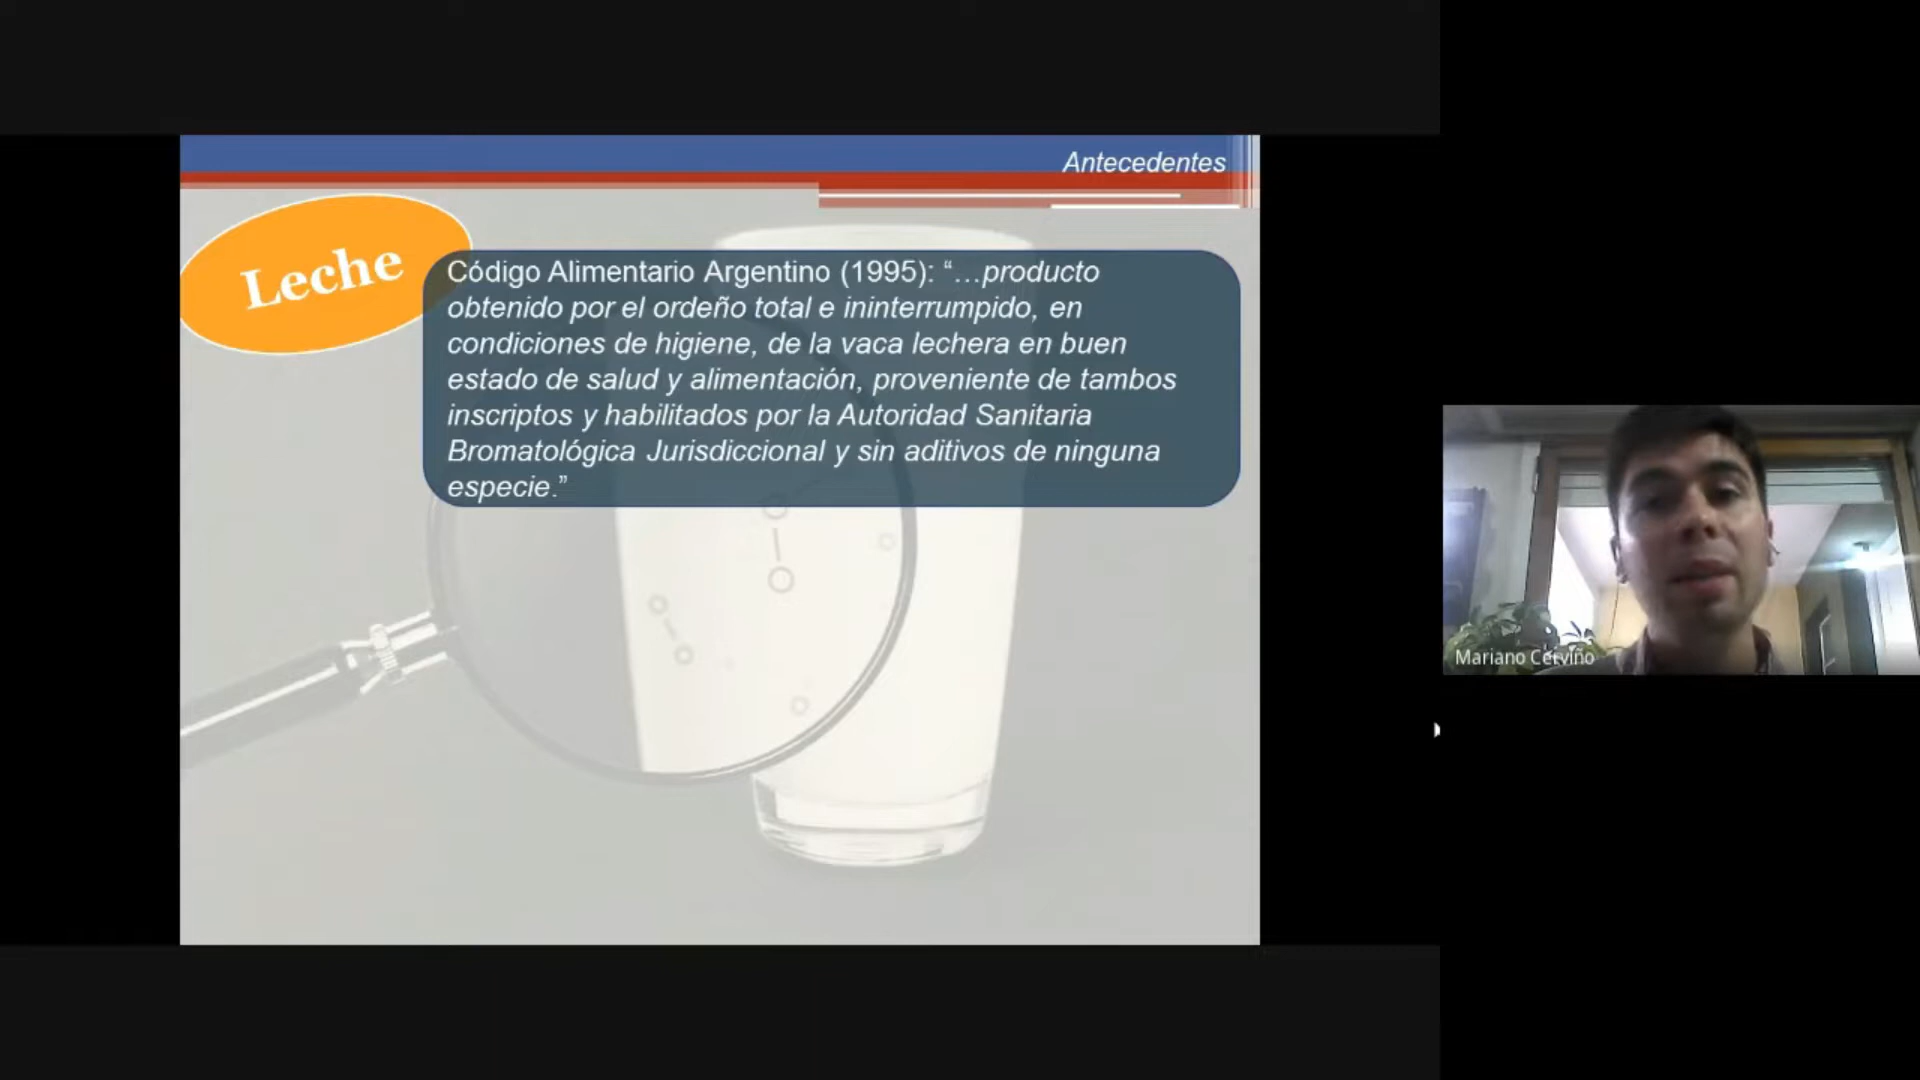 Antecedentes
Leche
Código Alimentario Argentino (1995): “…producto
obtenido por el ordeño total e ininterrumpido, en
condiciones de higiene, de la vaca lechera en buen
estado de salud y alimentación, proveniente de tambos
inscriptos y habilitados por la Autoridad Sanitaria
Bromatológica Jurisdiccional y sin aditivos de ninguna
especie.”
Mariano Cerviño